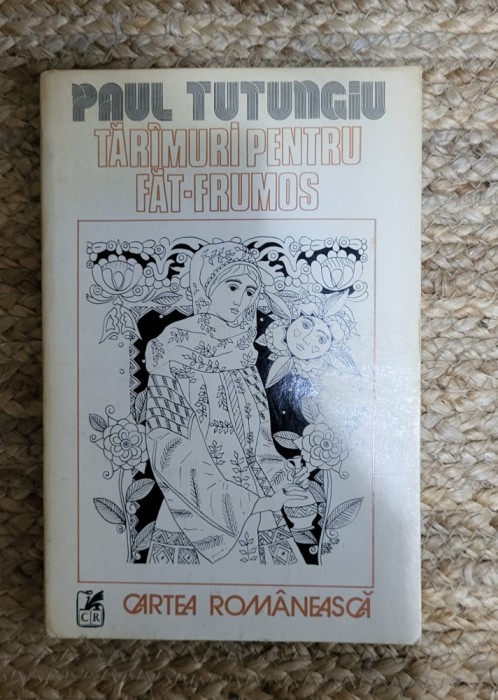 PAUL TUTUNGIU
TĂRÎMURI PENTRU
FĂT-FRUMOS
CR
CARTEA ROMÂNEASCĂ